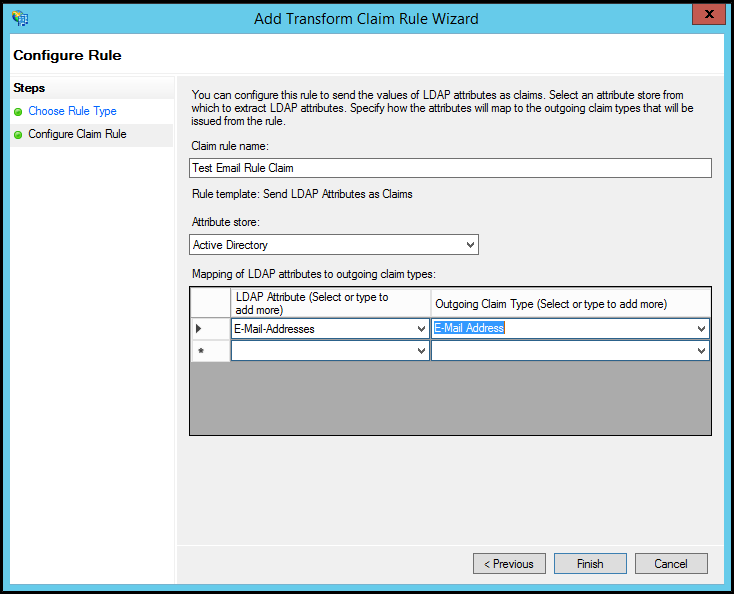 Add Transform Claim Rule Wizard
x
Configure Rule
Steps
Choose Rule Type
Configure Claim Rule
You can configure this rule to send the values of LDAP attributes as claims. Select an attribute store from
which to extract LDAP attributes. Specify how the attributes will map to the outgoing claim types that will be
issued from the rule.
Claim rule name:
Test Email Rule Claim
Rule template: Send LDAP Attributes as Claims
Attribute store:
Active Directory
Mapping of LDAP attributes to outgoing claim types:
LDAP Attribute (Select or type to
add more)
Outgoing Claim Type (Select or type to add more)
E-Mail-Addresses
E-Mail Address
*
< Previous
Finish
Cancel